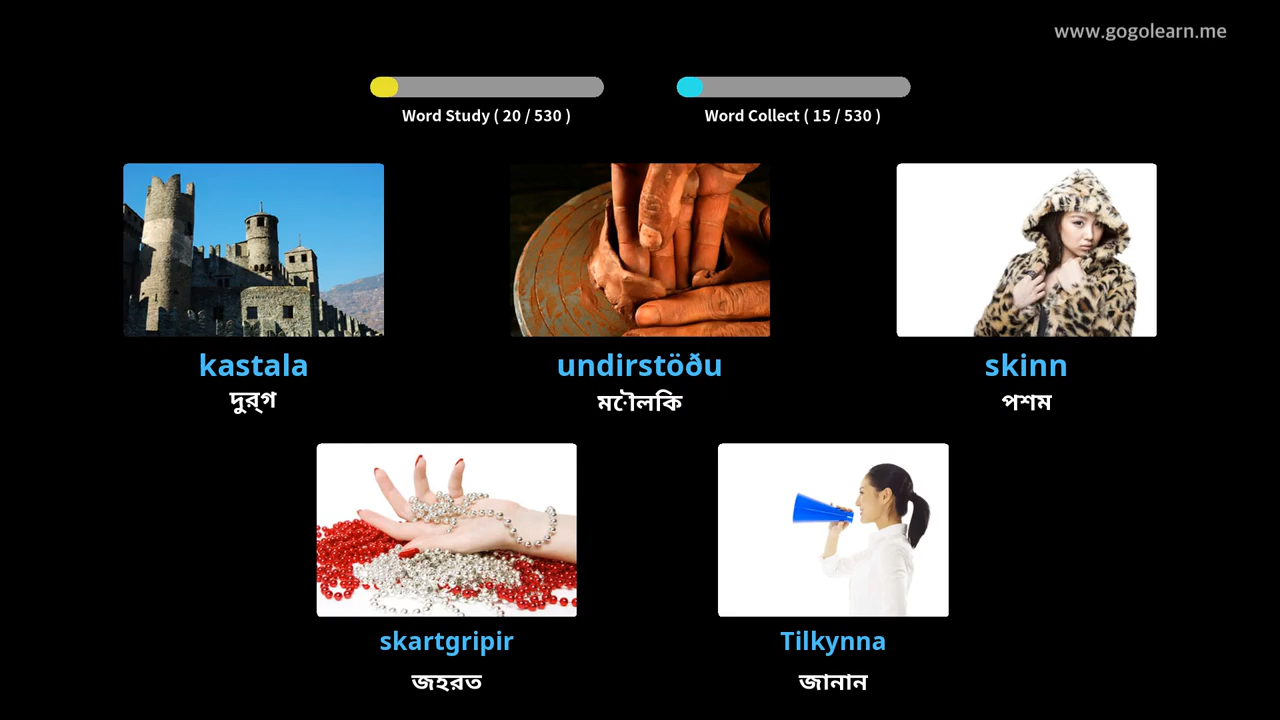 www.gogolearn.me
Word Study ( 20 / 530 )
Word Collect ( 15 / 530 )
kastala
undirstöðu
skinn
দুর্গ
মৌলিক
পশম
skartgripir
Tilkynna
জহরত
জানান